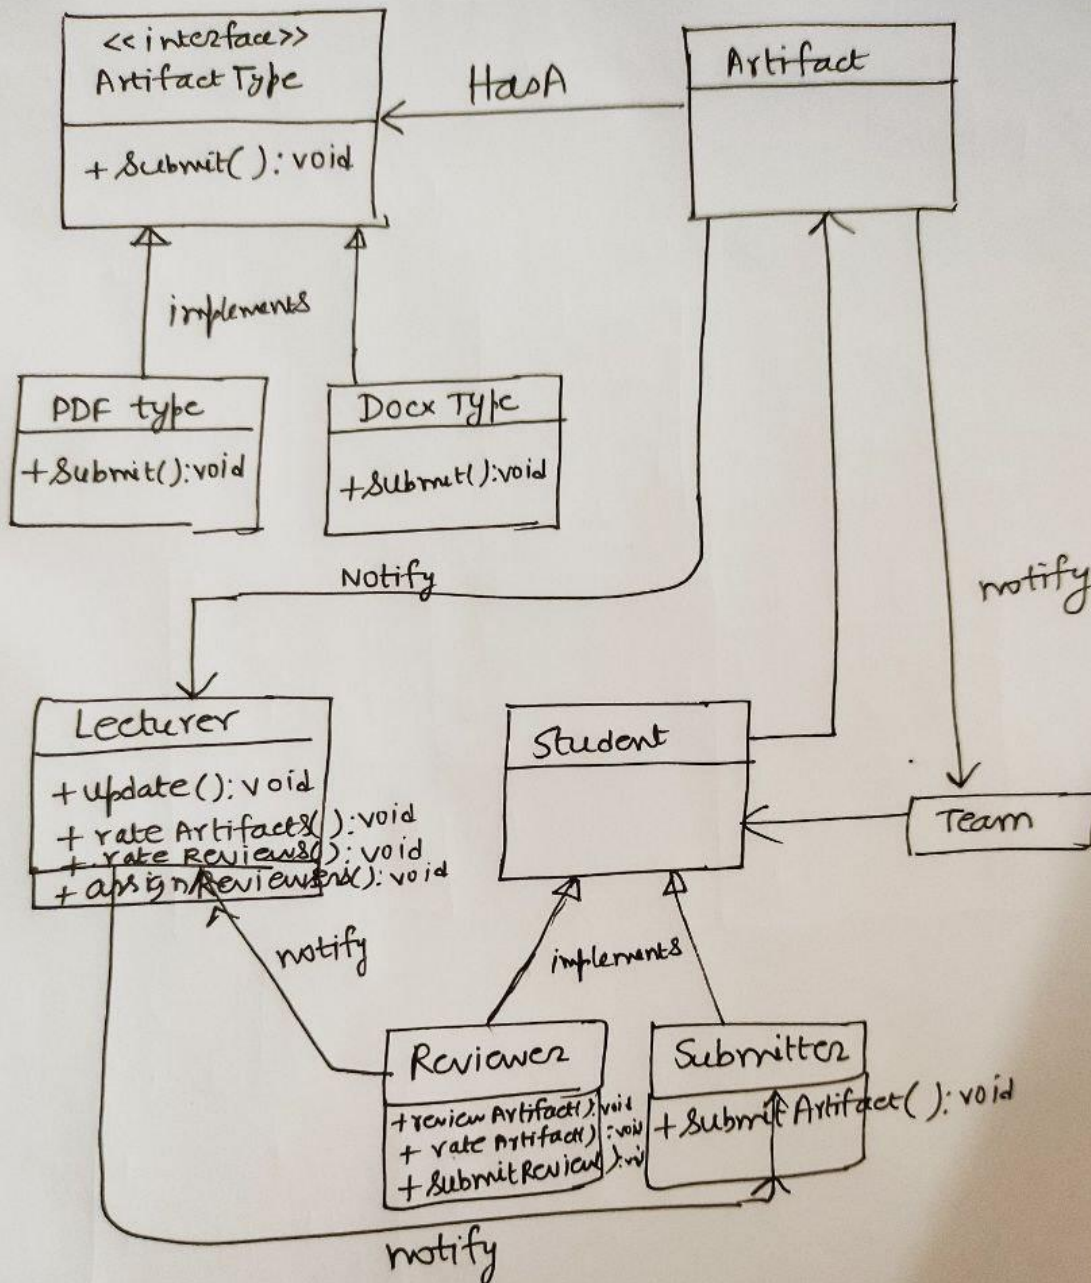 <<interface>>
Artifact Type
+ Submit( ): void
HasA
Artifact
implements
PDF type
+ Submit(): void
Docx Type
+ Submit(): void
Notify
notify
Lecturer
+ update(): void
+ rate Artifacts(): void
+ rate Reviews(): void
+ assignReviewers(): void
Student
Team
notify
implements
Reviewer
+ review Artifact(): void
+ rate Artifact(): void
+ Submit Review()
Submitter
+ Submit Artifact( ): void
notify